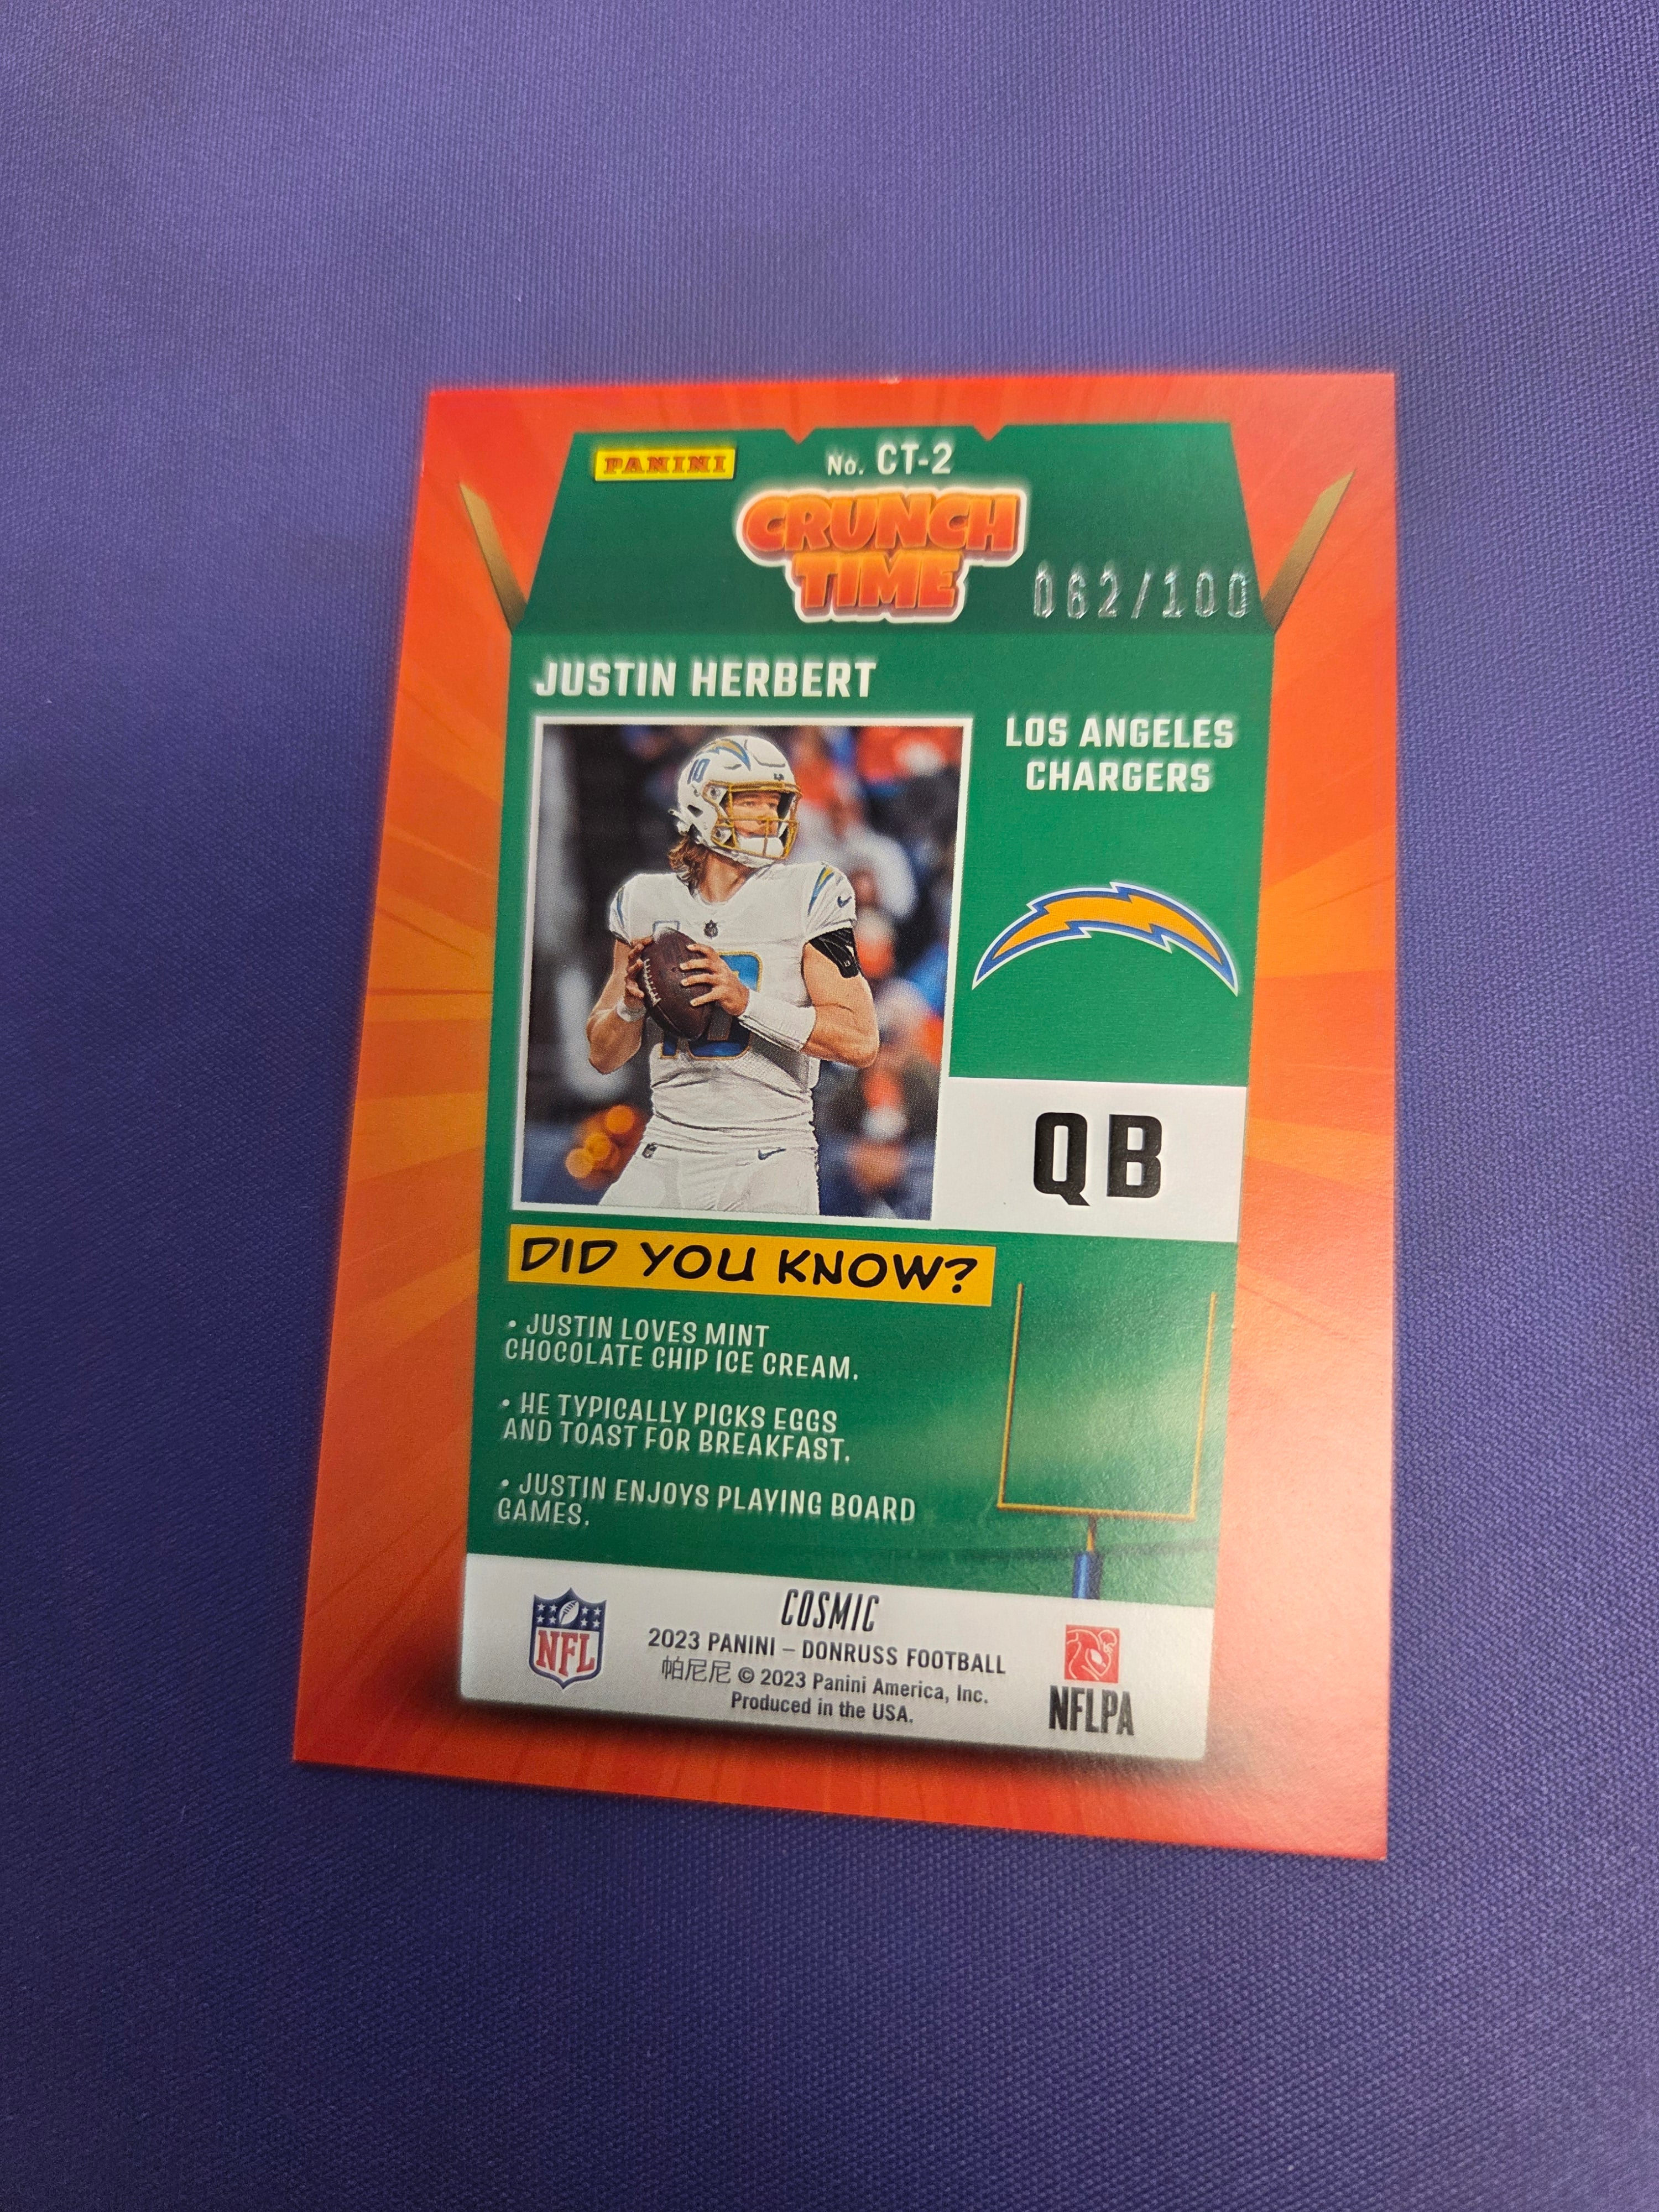 PANINI
No. CT-2
CRUNCH
TIME
062/100
JUSTIN HERBERT
LOS ANGELES
CHARGERS
10
10
QB
DID YOU KNOW?
• JUSTIN LOVES MINT
CHOCOLATE CHIP ICE CREAM.
• HE TYPICALLY PICKS EGGS
AND TOAST FOR BREAKFAST.
• JUSTIN ENJOYS PLAYING BOARD
GAMES.
NFL
COSMIC
2023 PANINI – DONRUSS FOOTBALL
帕尼尼 © 2023 Panini America, Inc.
Produced in the USA.
NFLPA